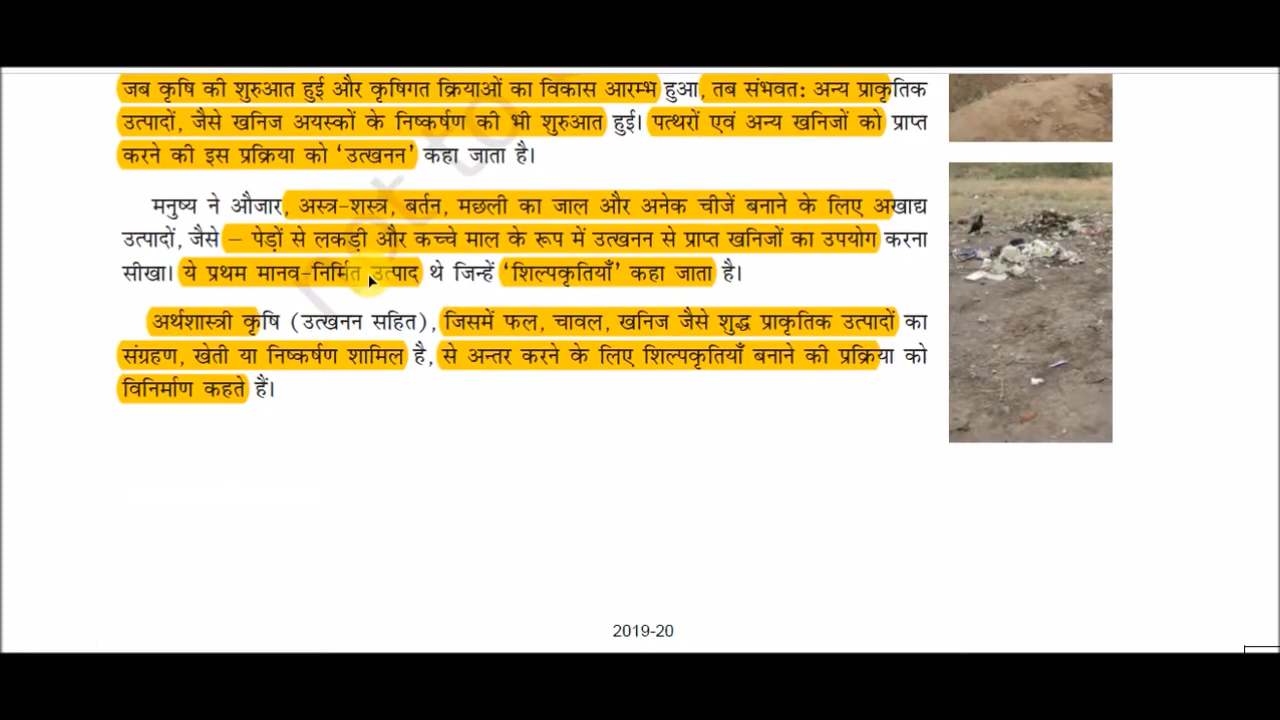 जब कृषि की शुरुआत हुई और कृषिगत क्रियाओं का विकास आरम्भ हुआ, तब संभवत: अन्य प्राकृतिक
उत्पादों, जैसे खनिज अयस्कों के निष्कर्षण की भी शुरुआत हुई। पत्थरों एवं अन्य खनिजों को प्राप्त
करने की इस प्रक्रिया को ‘उत्खनन’ कहा जाता है।
मनुष्य ने औजार, अस्त्र-शस्त्र, बर्तन, मछली का जाल और अनेक चीजें बनाने के लिए अखाद्य
उत्पादों, जैसे – पेड़ों से लकड़ी और कच्चे माल के रूप में उत्खनन से प्राप्त खनिजों का उपयोग करना
सीखा। ये प्रथम मानव-निर्मित उत्पाद थे जिन्हें ‘शिल्पकृतियाँ’ कहा जाता है।
अर्थशास्त्री कृषि (उत्खनन सहित), जिसमें फल, चावल, खनिज जैसे शुद्ध प्राकृतिक उत्पादों का
संग्रहण, खेती या निष्कर्षण शामिल है, से अन्तर करने के लिए शिल्पकृतियाँ बनाने की प्रक्रिया को
विनिर्माण कहते हैं।
not to
2019-20